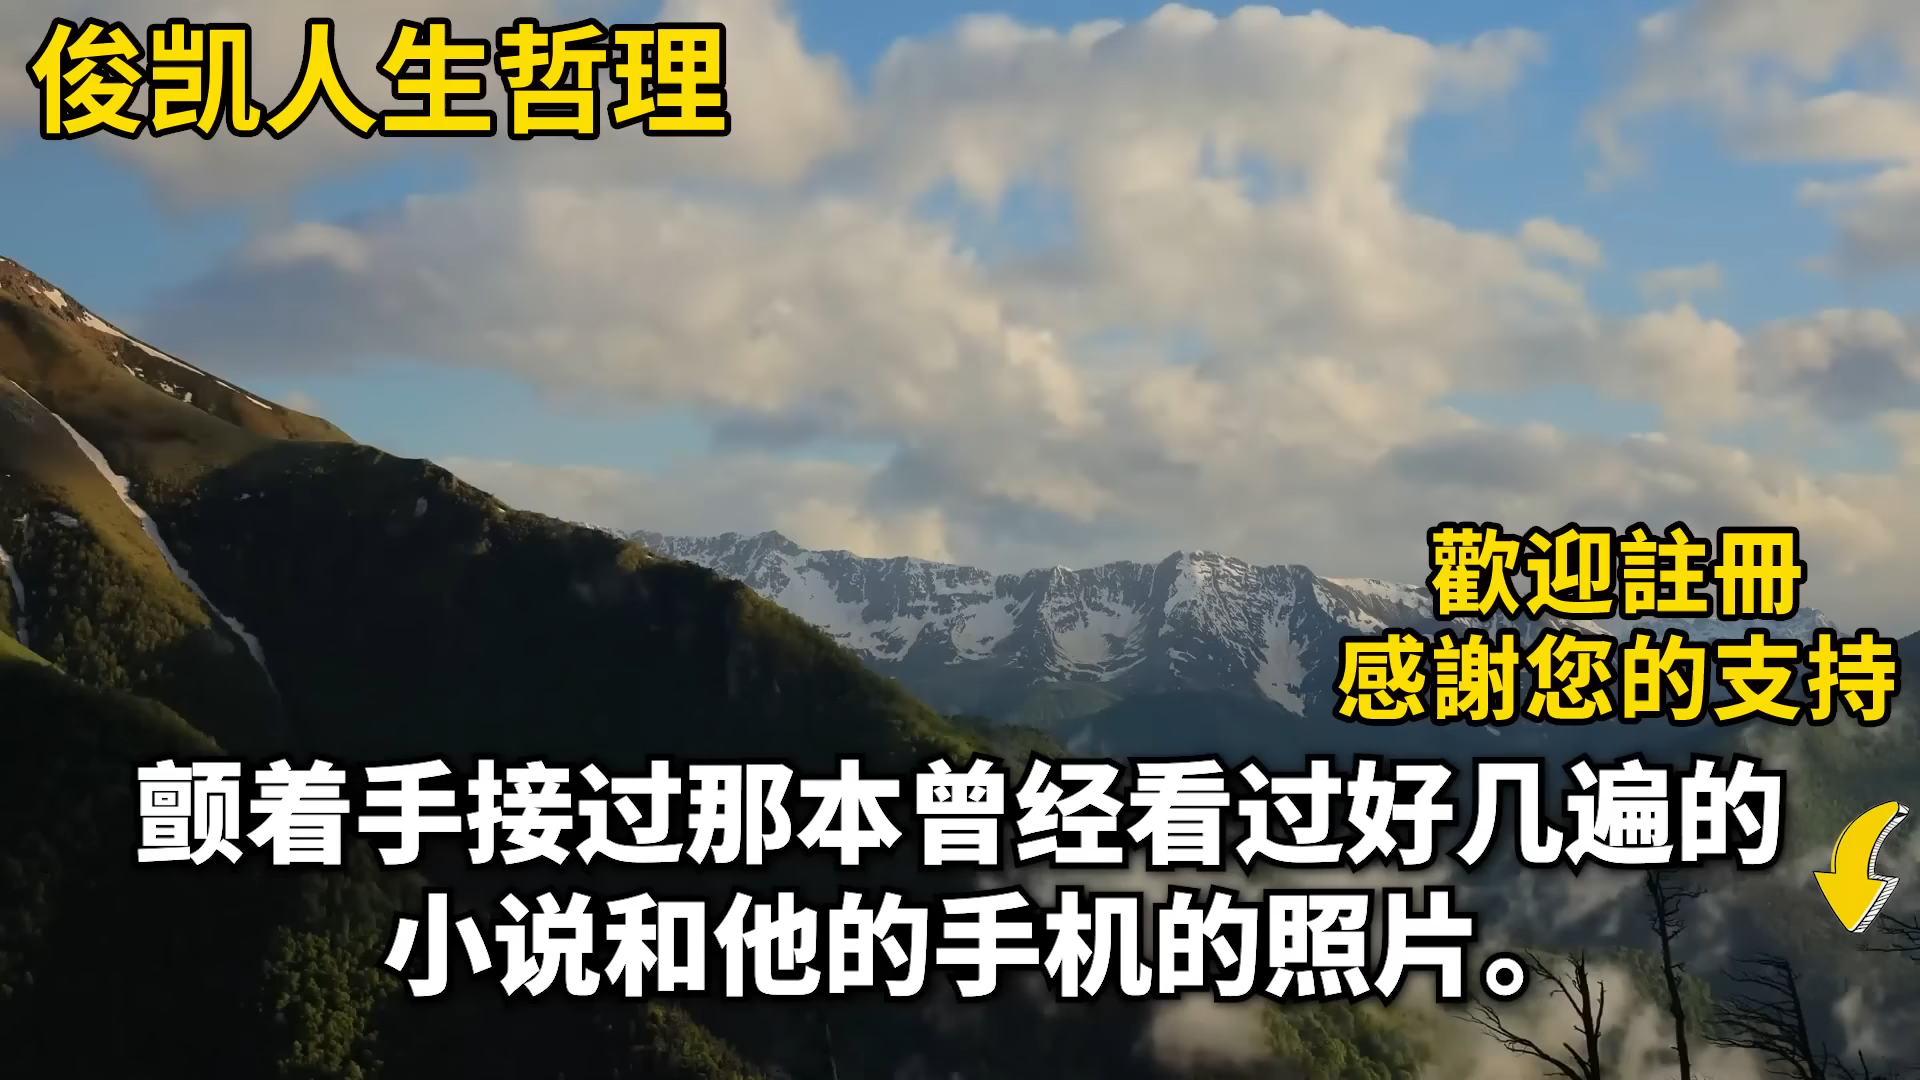 俊凯人生哲理
歡迎註冊
感謝您的支持
颤着手接过那本曾经看过好几遍的
小说和他的手机的照片。